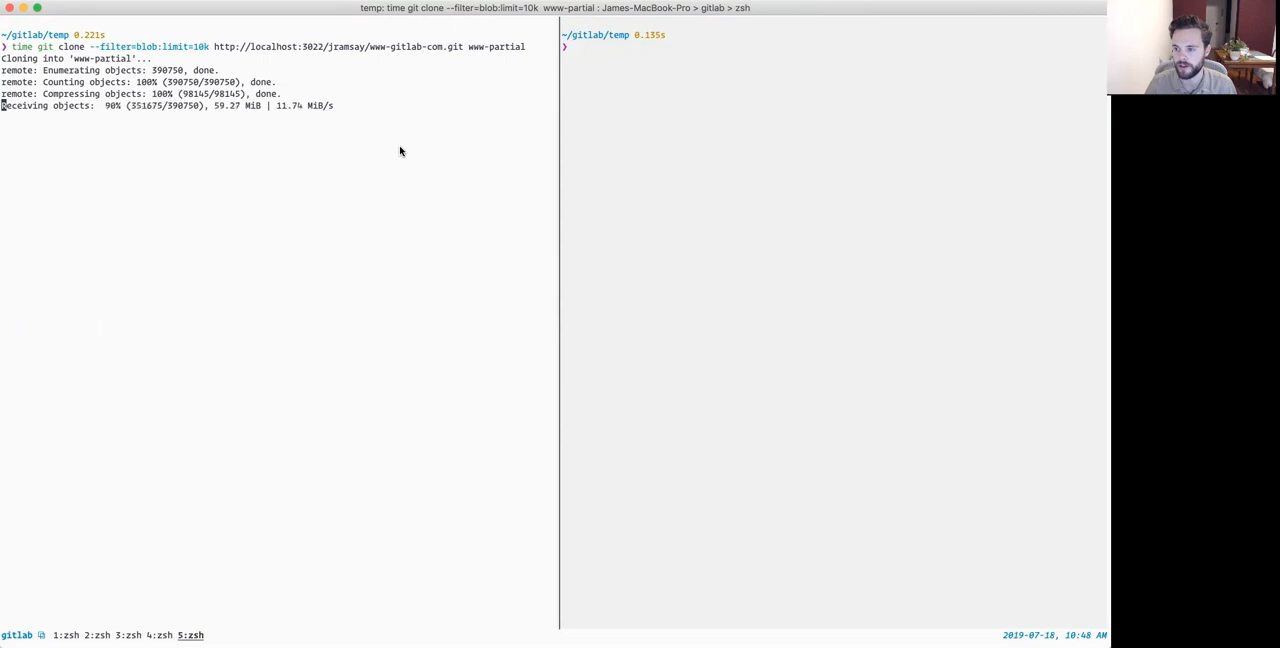 temp: time git clone --filter=blob:limit=10k  www-partial : James-MacBook-Pro > gitlab > zsh
~/gitlab/temp 0.221s
❯ time git clone --filter=blob:limit=10k http://localhost:3022/jramsay/www-gitlab-com.git www-partial
Cloning into 'www-partial'...
remote: Enumerating objects: 390750, done.
remote: Counting objects: 100% (390750/390750), done.
remote: Compressing objects: 100% (98145/98145), done.
Receiving objects:  90% (351675/390750), 59.27 MiB | 11.74 MiB/s
~/gitlab/temp 0.135s
❯
gitlab 1:zsh 2:zsh 3:zsh 4:zsh 5:zsh
2019-07-18, 10:48 AM